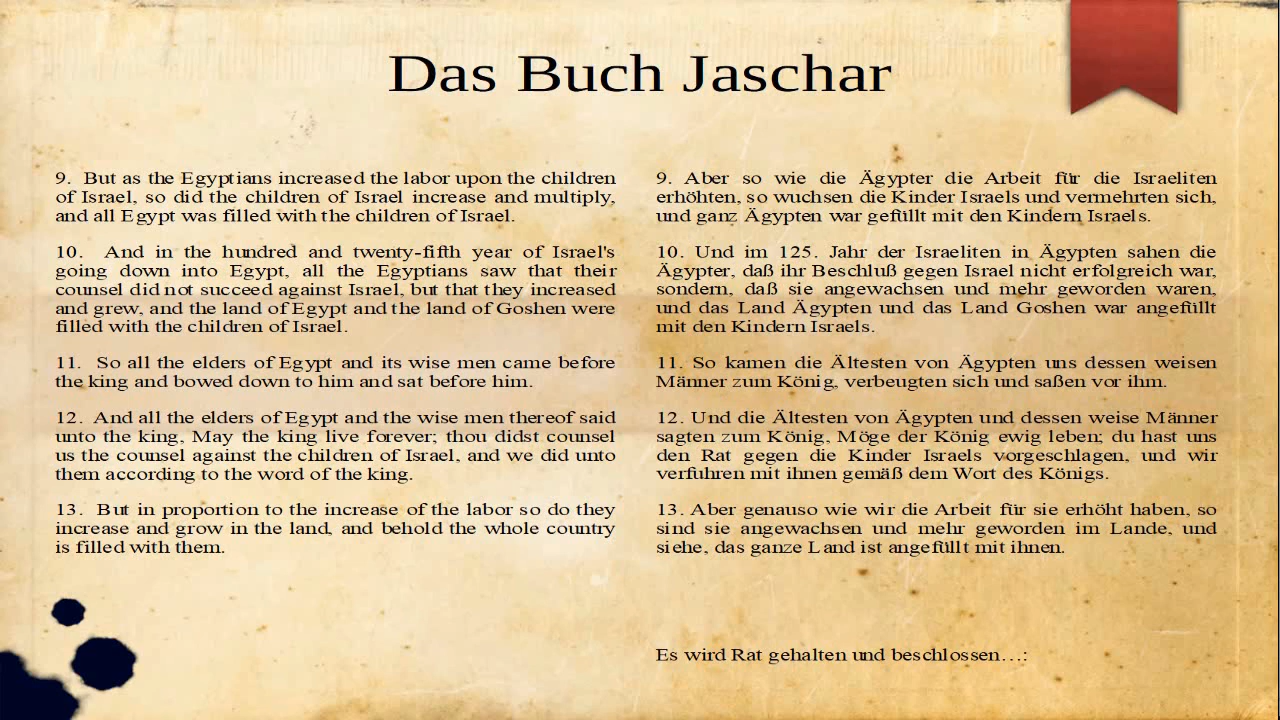 Das Buch Jaschar
9. But as the Egyptians increased the labor upon the children
of Israel, so did the children of Israel increase and multiply,
and all Egypt was filled with the children of Israel.
10. And in the hundred and twenty-fifth year of Israel's
going down into Egypt, all the Egyptians saw that their
counsel did not succeed against Israel, but that they increased
and grew, and the land of Egypt and the land of Goshen were
filled with the children of Israel.
11. So all the elders of Egypt and its wise men came before
the king and bowed down to him and sat before him.
12. And all the elders of Egypt and the wise men thereof said
unto the king, May the king live forever; thou didst counsel
us the counsel against the children of Israel, and we did unto
them according to the word of the king.
13. But in proportion to the increase of the labor so do they
increase and grow in the land, and behold the whole country
is filled with them.
9. Aber so wie die Ägypter die Arbeit für die Israeliten
erhöhten, so wuchsen die Kinder Israels und vermehrten sich,
und ganz Ägypten war gefüllt mit den Kindern Israels.
10. Und im 125. Jahr der Israeliten in Ägypten sahen die
Ägypter, daß ihr Beschluß gegen Israel nicht erfolgreich war,
sondern, daß sie angewachsen und mehr geworden waren,
und das Land Ägypten und das Land Goshen war angefüllt
mit den Kindern Israels.
11. So kamen die Ältesten von Ägypten uns dessen weisen
Männer zum König, verbeugten sich und saßen vor ihm.
12. Und die Ältesten von Ägypten und dessen weise Männer
sagten zum König, Möge der König ewig leben; du hast uns
den Rat gegen die Kinder Israels vorgeschlagen, und wir
verfuhren mit ihnen gemäß dem Wort des Königs.
13. Aber genauso wie wir die Arbeit für sie erhöht haben, so
sind sie angewachsen und mehr geworden im Lande, und
siehe, das ganze Land ist angefüllt mit ihnen.
Es wird Rat gehalten und beschlossen…: